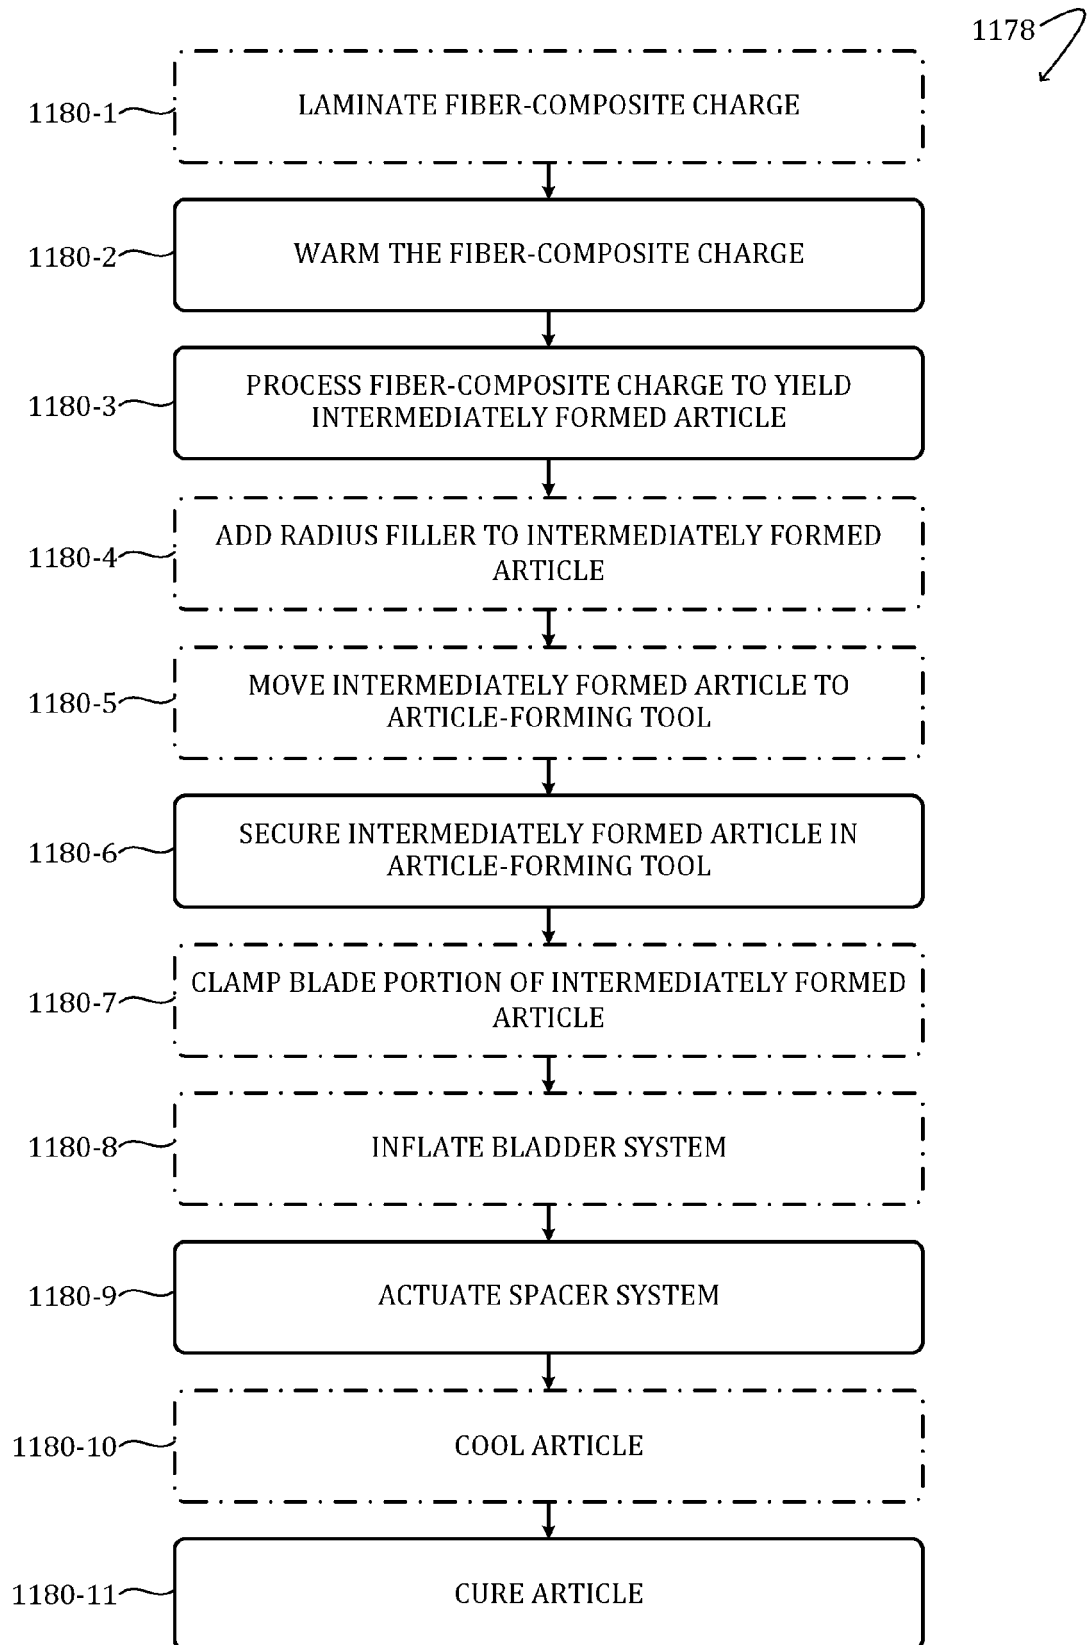 1178
1180-1
LAMINATE FIBER-COMPOSITE CHARGE
1180-2
WARM THE FIBER-COMPOSITE CHARGE
1180-3
PROCESS FIBER-COMPOSITE CHARGE TO YIELD
INTERMEDIATELY FORMED ARTICLE
1180-4
ADD RADIUS FILLER TO INTERMEDIATELY FORMED
ARTICLE
1180-5
MOVE INTERMEDIATELY FORMED ARTICLE TO
ARTICLE-FORMING TOOL
1180-6
SECURE INTERMEDIATELY FORMED ARTICLE IN
ARTICLE-FORMING TOOL
1180-7
CLAMP BLADE PORTION OF INTERMEDIATELY FORMED
ARTICLE
1180-8
INFLATE BLADDER SYSTEM
1180-9
ACTUATE SPACER SYSTEM
1180-10
COOL ARTICLE
1180-11
CURE ARTICLE